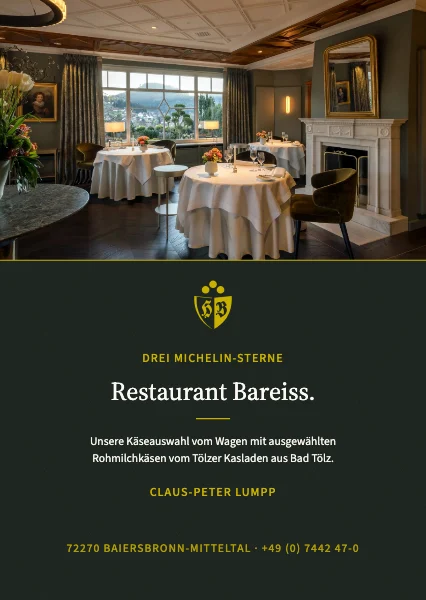 HB
DREI MICHELIN-STERNE
Restaurant Bareiss.
Unsere Käseauswahl vom Wagen mit ausgewählten
Rohmilchkäsen vom Tölzer Kasladen aus Bad Tölz.
CLAUS-PETER LUMPP
72270 BAIERSBRONN-MITTELTAL · +49 (0) 7442 47-0